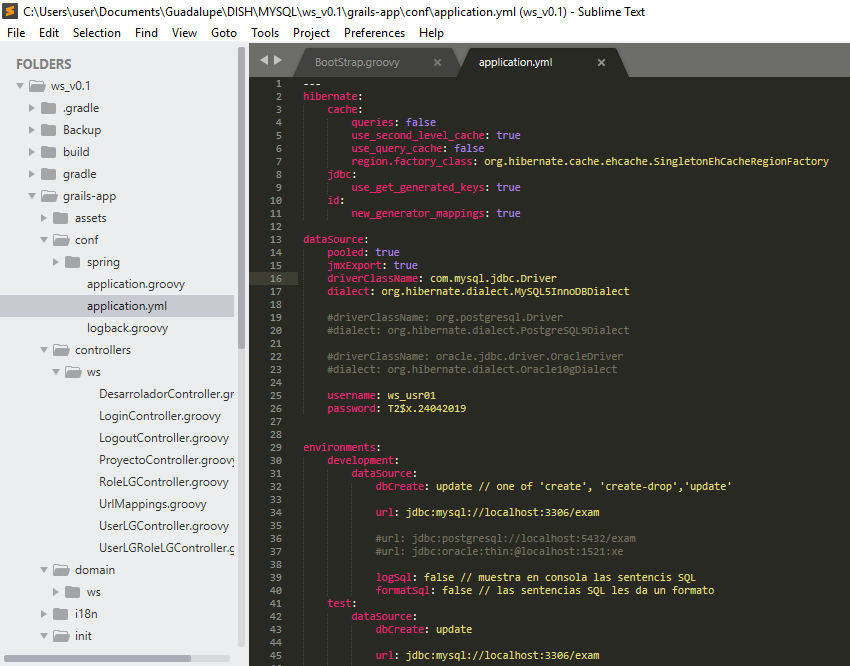 C:\Users\user\Documents\Guadalupe\DISH\MYSQL\ws_v0.1\grails-app\conf\application.yml (ws_v0.1) - Sublime Text
File Edit Selection Find View Goto Tools Project Preferences Help
FOLDERS
ws_v0.1
.gradle
Backup
build
gradle
grails-app
assets
conf
spring
application.groovy
application.yml
logback.groovy
controllers
ws
DesarroladorController.gr
LoginController.groovy
LogoutController.groovy
ProyectoController.groovy
RoleLGController.groovy
UrlMappings.groovy
UserLGController.groovy
UserLGRoleLGController.g
domain
ws
i18n
init
BootStrap.groovy
application.yml
1 ---
2 hibernate:
3 cache:
4 queries: false
5 use_second_level_cache: true
6 use_query_cache: false
7 region.factory_class: org.hibernate.cache.ehcache.SingletonEhCacheRegionFactory
8 jdbc:
9 use_get_generated_keys: true
10 id:
11 new_generator_mappings: true
12
13 dataSource:
14 pooled: true
15 jmxExport: true
16 driverClassName: com.mysql.jdbc.Driver
17 dialect: org.hibernate.dialect.MySQL5InnoDBDialect
18
19 #driverClassName: org.postgresql.Driver
20 #dialect: org.hibernate.dialect.PostgreSQL9Dialect
21
22 #driverClassName: oracle.jdbc.driver.OracleDriver
23 #dialect: org.hibernate.dialect.Oracle10gDialect
24
25 username: ws_usr01
26 password: T2$x.24042019
27
28
29 environments:
30 development:
31 dataSource:
32 dbCreate: update // one of 'create', 'create-drop','update'
33
34 url: jdbc:mysql://localhost:3306/exam
35
36 #url: jdbc:postgresql://localhost:5432/exam
37 #url: jdbc:oracle:thin:@localhost:1521:xe
38
39 logSql: false // muestra en consola las sentencis SQL
40 formatSql: false // las sentencias SQL les da un formato
41 test:
42 dataSource:
43 dbCreate: update
44
45 url: jdbc:mysql://localhost:3306/exam